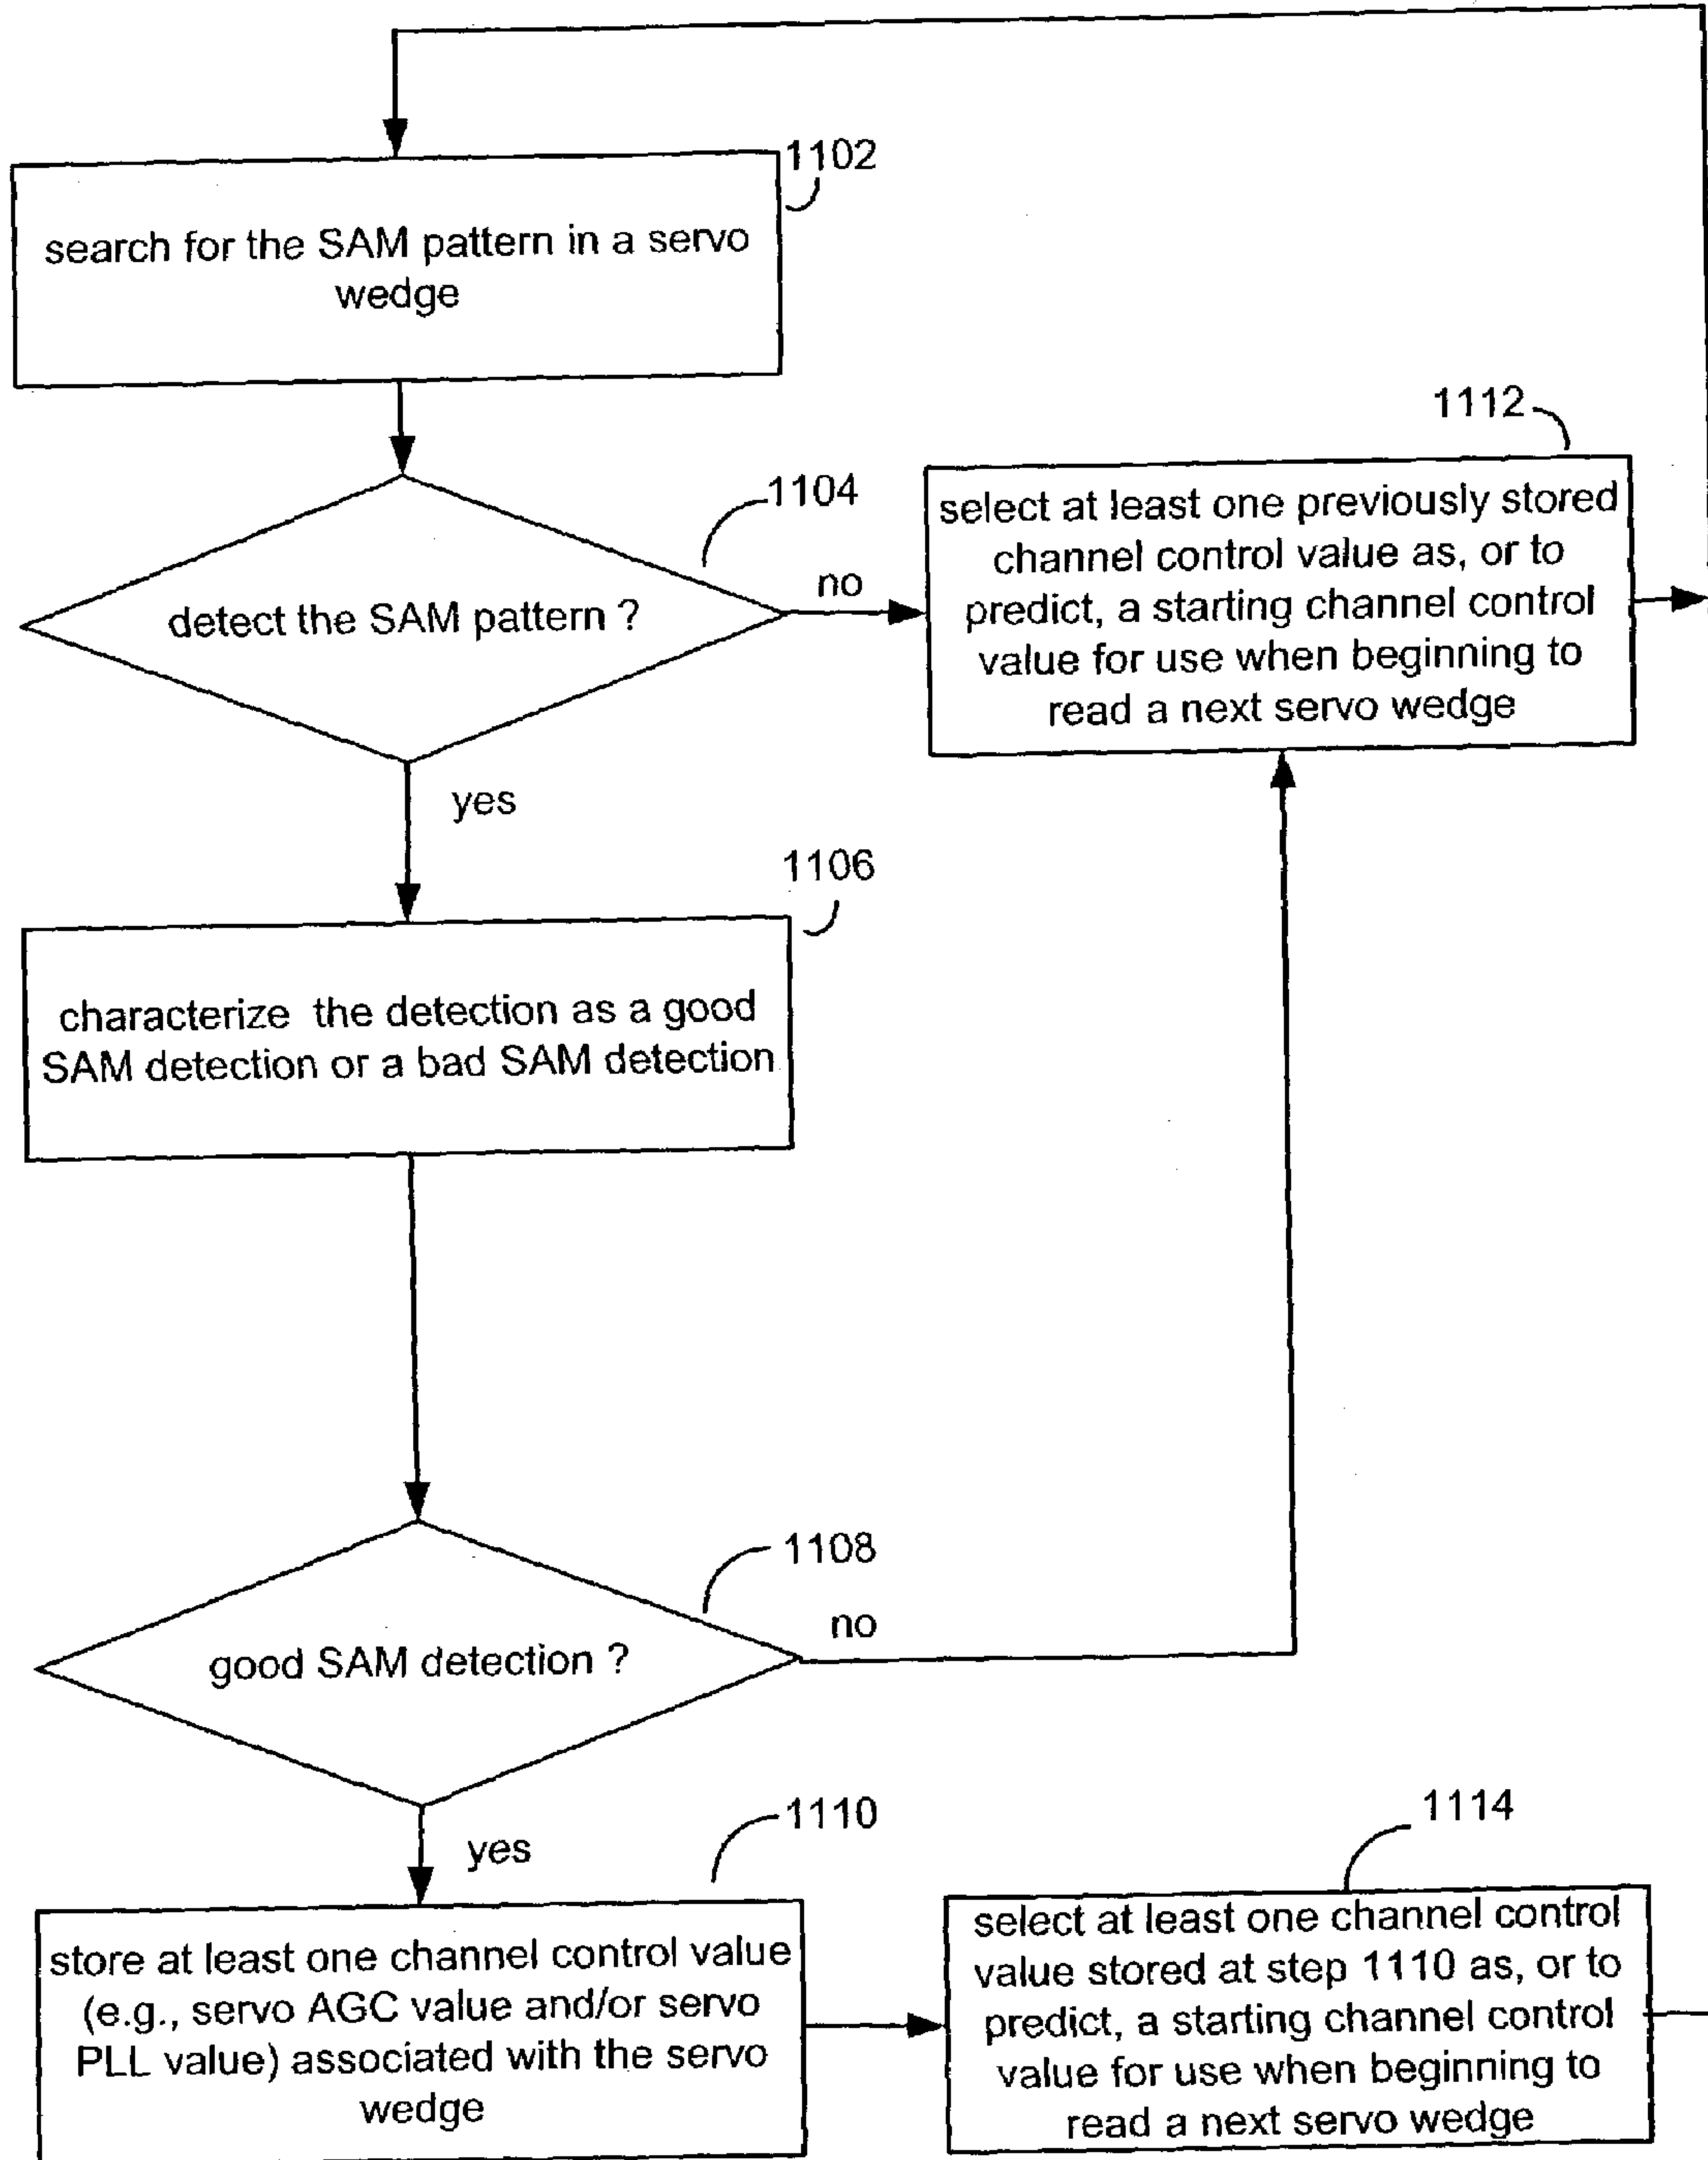 1102
search for the SAM pattern in a servo
wedge
1104
detect the SAM pattern ?
no
yes
1112
select at least one previously stored
channel control value as, or to
predict, a starting channel control
value for use when beginning to
read a next servo wedge
1106
characterize the detection as a good
SAM detection or a bad SAM detection
1108
good SAM detection ?
no
yes
1110
store at least one channel control value
(e.g., servo AGC value and/or servo
PLL value) associated with the servo
wedge
1114
select at least one channel control
value stored at step 1110 as, or to
predict, a starting channel control
value for use when beginning to
read a next servo wedge